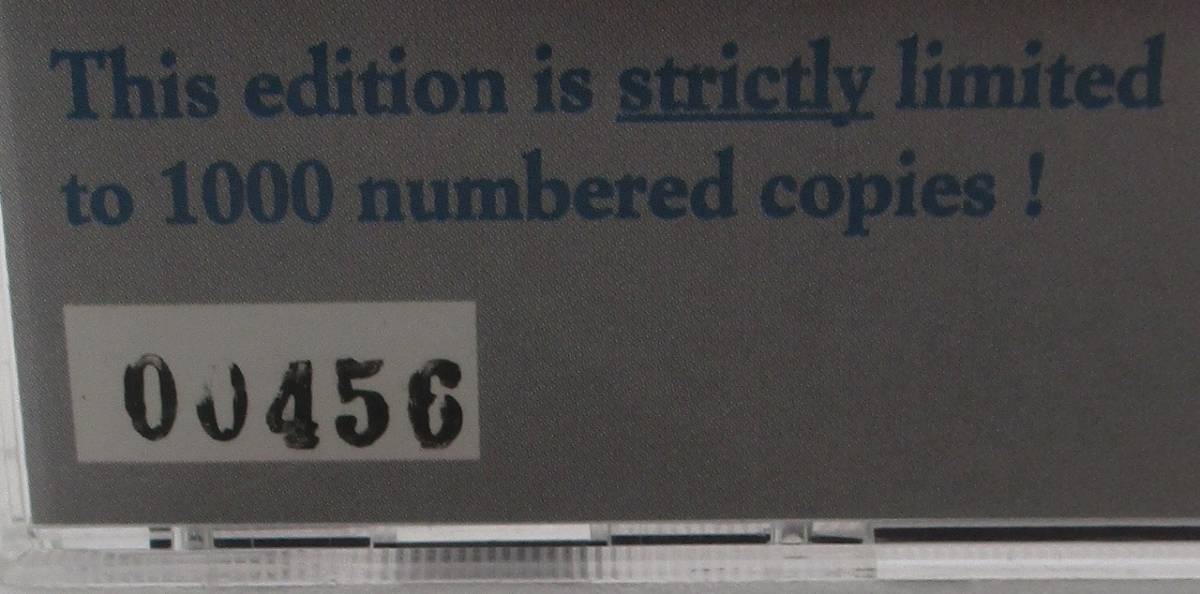 This edition is strictly limited
to 1000 numbered copies !
00456